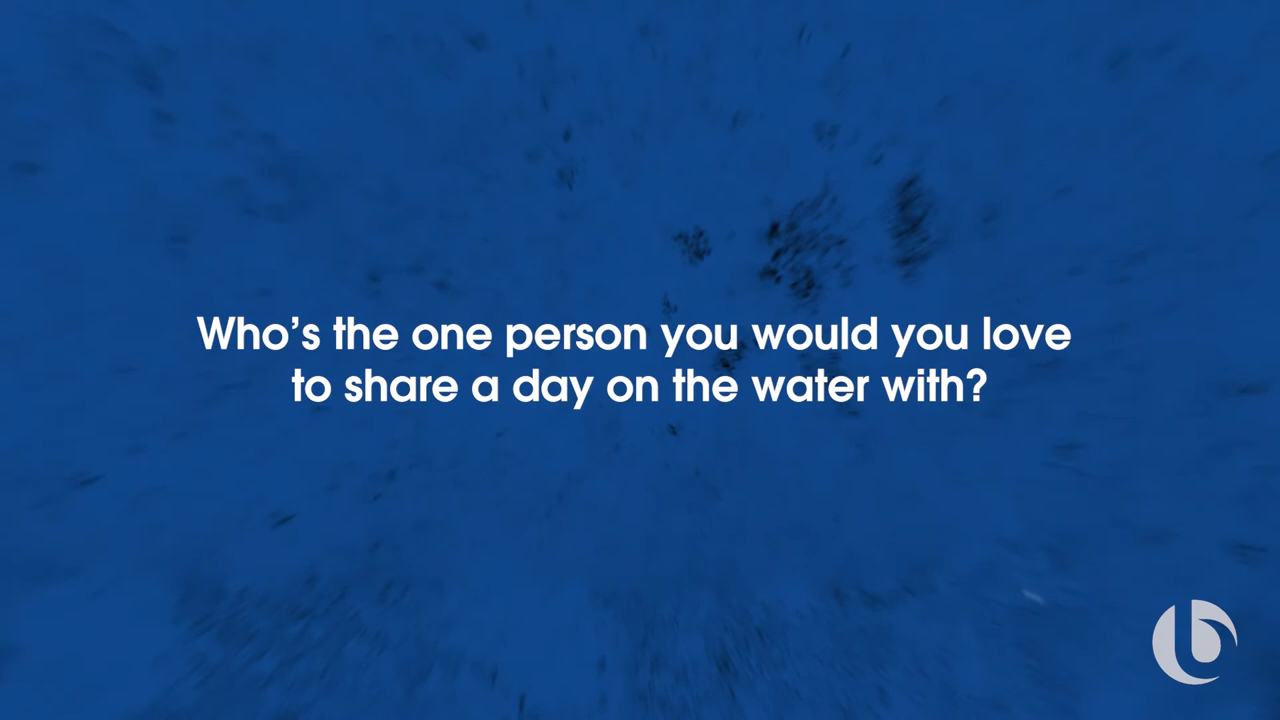 Who’s the one person you would you love
to share a day on the water with?